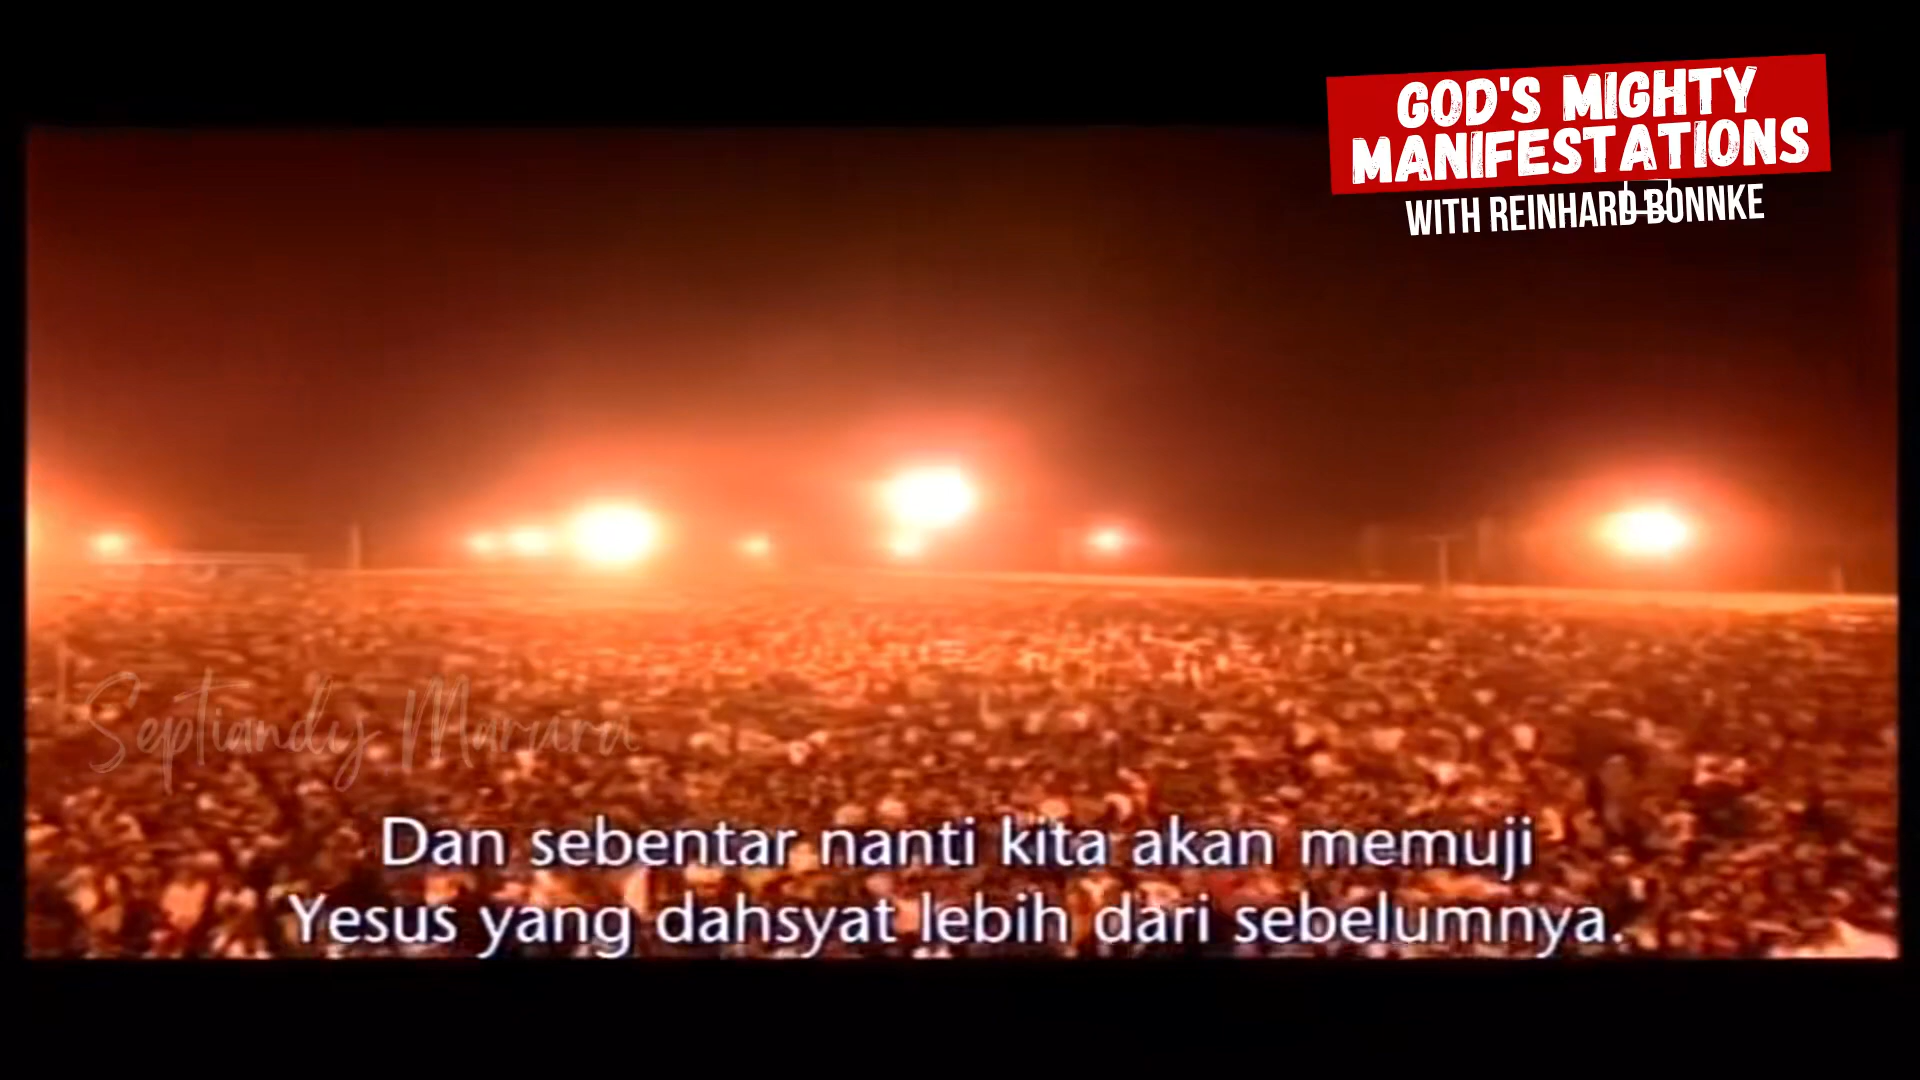 GOD'S MIGHTY
MANIFESTATIONS
WITH REINHARD BONNKE
Septiandy Marara
Dan sebentar nanti kita akan memuji
Yesus yang dahsyat lebih dari sebelumnya.